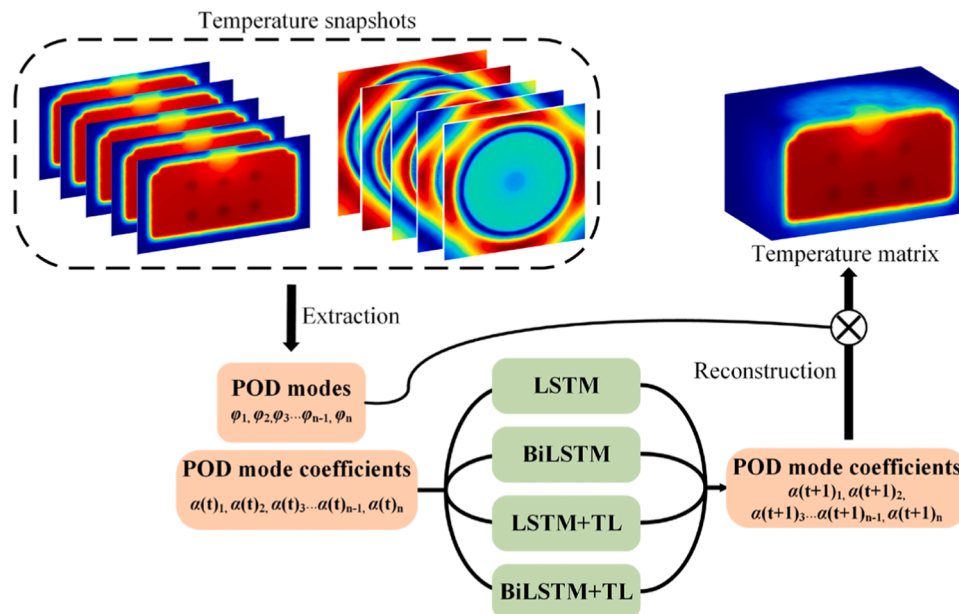 Temperature snapshots
Temperature matrix
Extraction
Reconstruction
POD modes
φ₁, φ₂,φ₃...φₙ₋₁, φₙ
POD mode coefficients
α(t)₁, α(t)₂, α(t)₃...α(t)ₙ₋₁, α(t)ₙ
LSTM
BiLSTM
LSTM+TL
BiLSTM+TL
POD mode coefficients
α(t+1)₁, α(t+1)₂,
α(t+1)₃...α(t+1)ₙ₋₁, α(t+1)ₙ